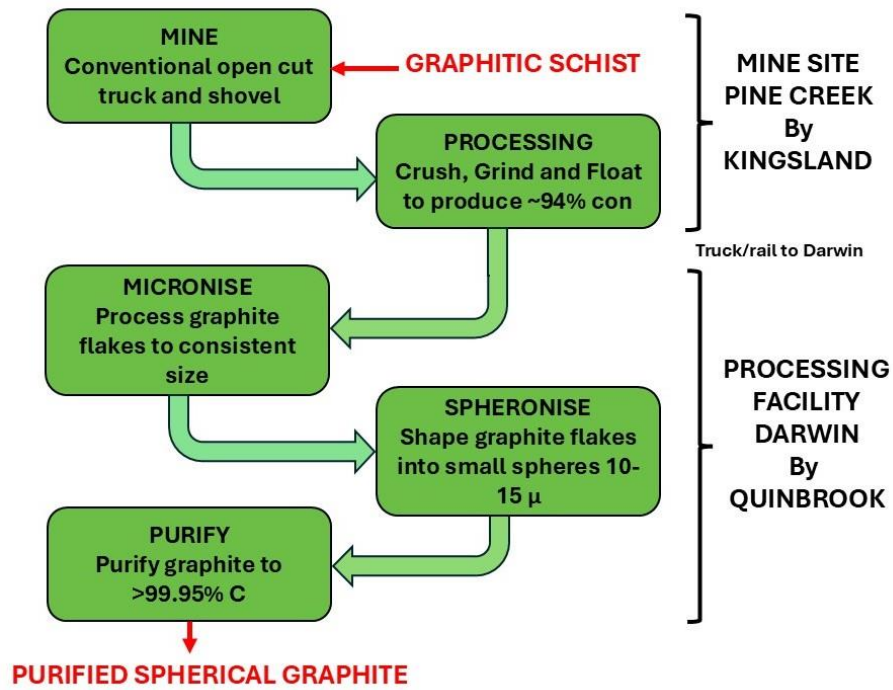 MINE
Conventional open cut
truck and shovel
GRAPHITIC SCHIST
MINE SITE
PINE CREEK
By
KINGSLAND
PROCESSING
Crush, Grind and Float
to produce ~94% con
Truck/rail to Darwin
MICRONISE
Process graphite
flakes to consistent
size
SPHERONISE
Shape graphite flakes
into small spheres 10-
15 μ
PROCESSING
FACILITY
DARWIN
By
QUINBROOK
PURIFY
Purify graphite to
>99.95% C
PURIFIED SPHERICAL GRAPHITE